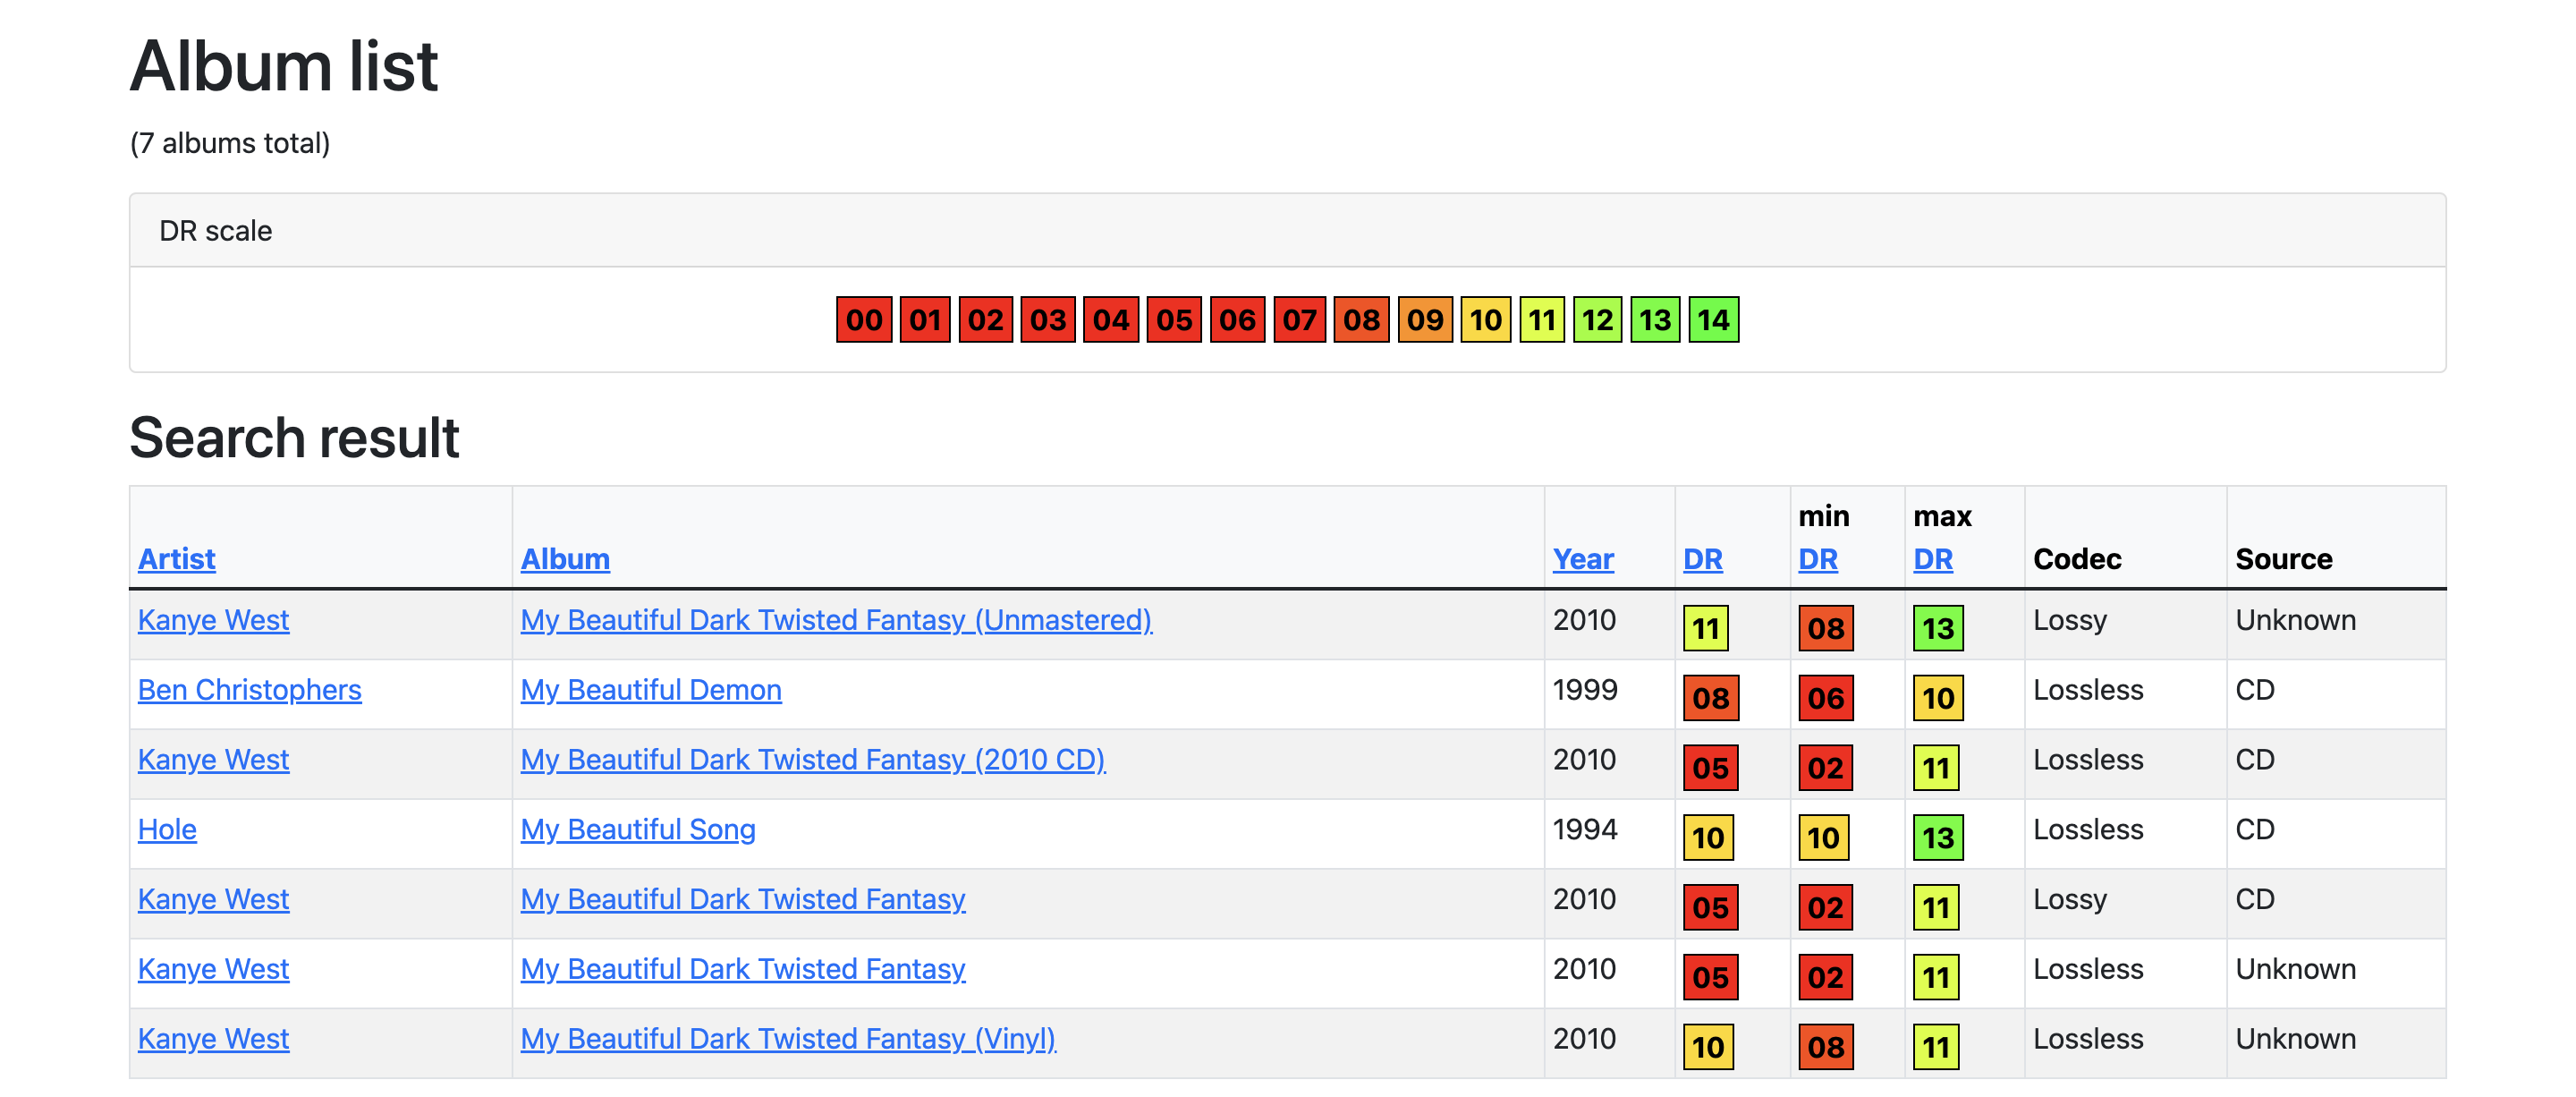 Album list
(7 albums total)
DR scale
00 01 02 03 04 05 06 07 08 09 10 11 12 13 14
Search result
Artist Album Year DR min DR max DR Codec Source
Kanye West My Beautiful Dark Twisted Fantasy (Unmastered) 2010 11 08 13 Lossy Unknown
Ben Christophers My Beautiful Demon 1999 08 06 10 Lossless CD
Kanye West My Beautiful Dark Twisted Fantasy (2010 CD) 2010 05 02 11 Lossless CD
Hole My Beautiful Song 1994 10 10 13 Lossless CD
Kanye West My Beautiful Dark Twisted Fantasy 2010 05 02 11 Lossy CD
Kanye West My Beautiful Dark Twisted Fantasy 2010 05 02 11 Lossless Unknown
Kanye West My Beautiful Dark Twisted Fantasy (Vinyl) 2010 10 08 11 Lossless Unknown